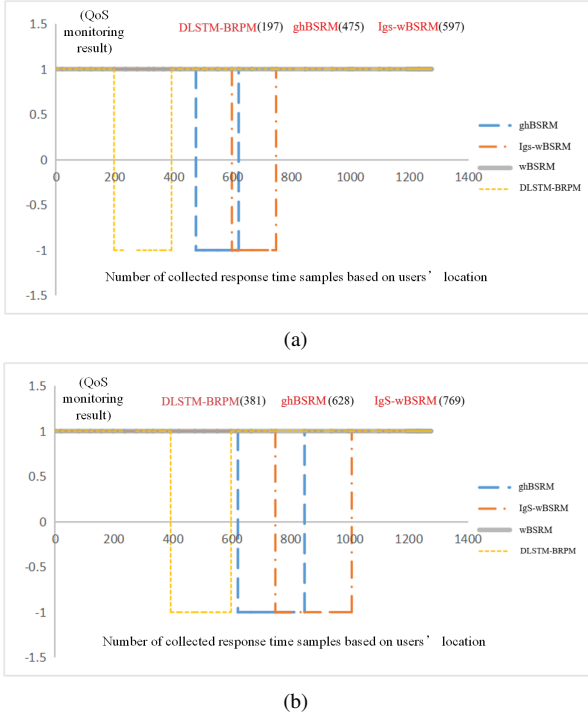 (QoS
monitoring
result)
DLSTM-BRPM(197) ghBSRM(475) Igs-wBSRM(597)
1.5
1
0.5
0
-0.5
-1
-1.5
0 200 400 600 800 1000 1200 1400
ghBSRM
Igs-wBSRM
wBSRM
DLSTM-BRPM
Number of collected response time samples based on users’ location
(a)
(QoS
monitoring
result)
DLSTM-BRPM(381) ghBSRM(628) IgS-wBSRM(769)
1.5
1
0.5
0
-0.5
-1
-1.5
0 200 400 600 800 1000 1200 1400
ghBSRM
IgS-wBSRM
wBSRM
DLSTM-BRPM
Number of collected response time samples based on users’ location
(b)